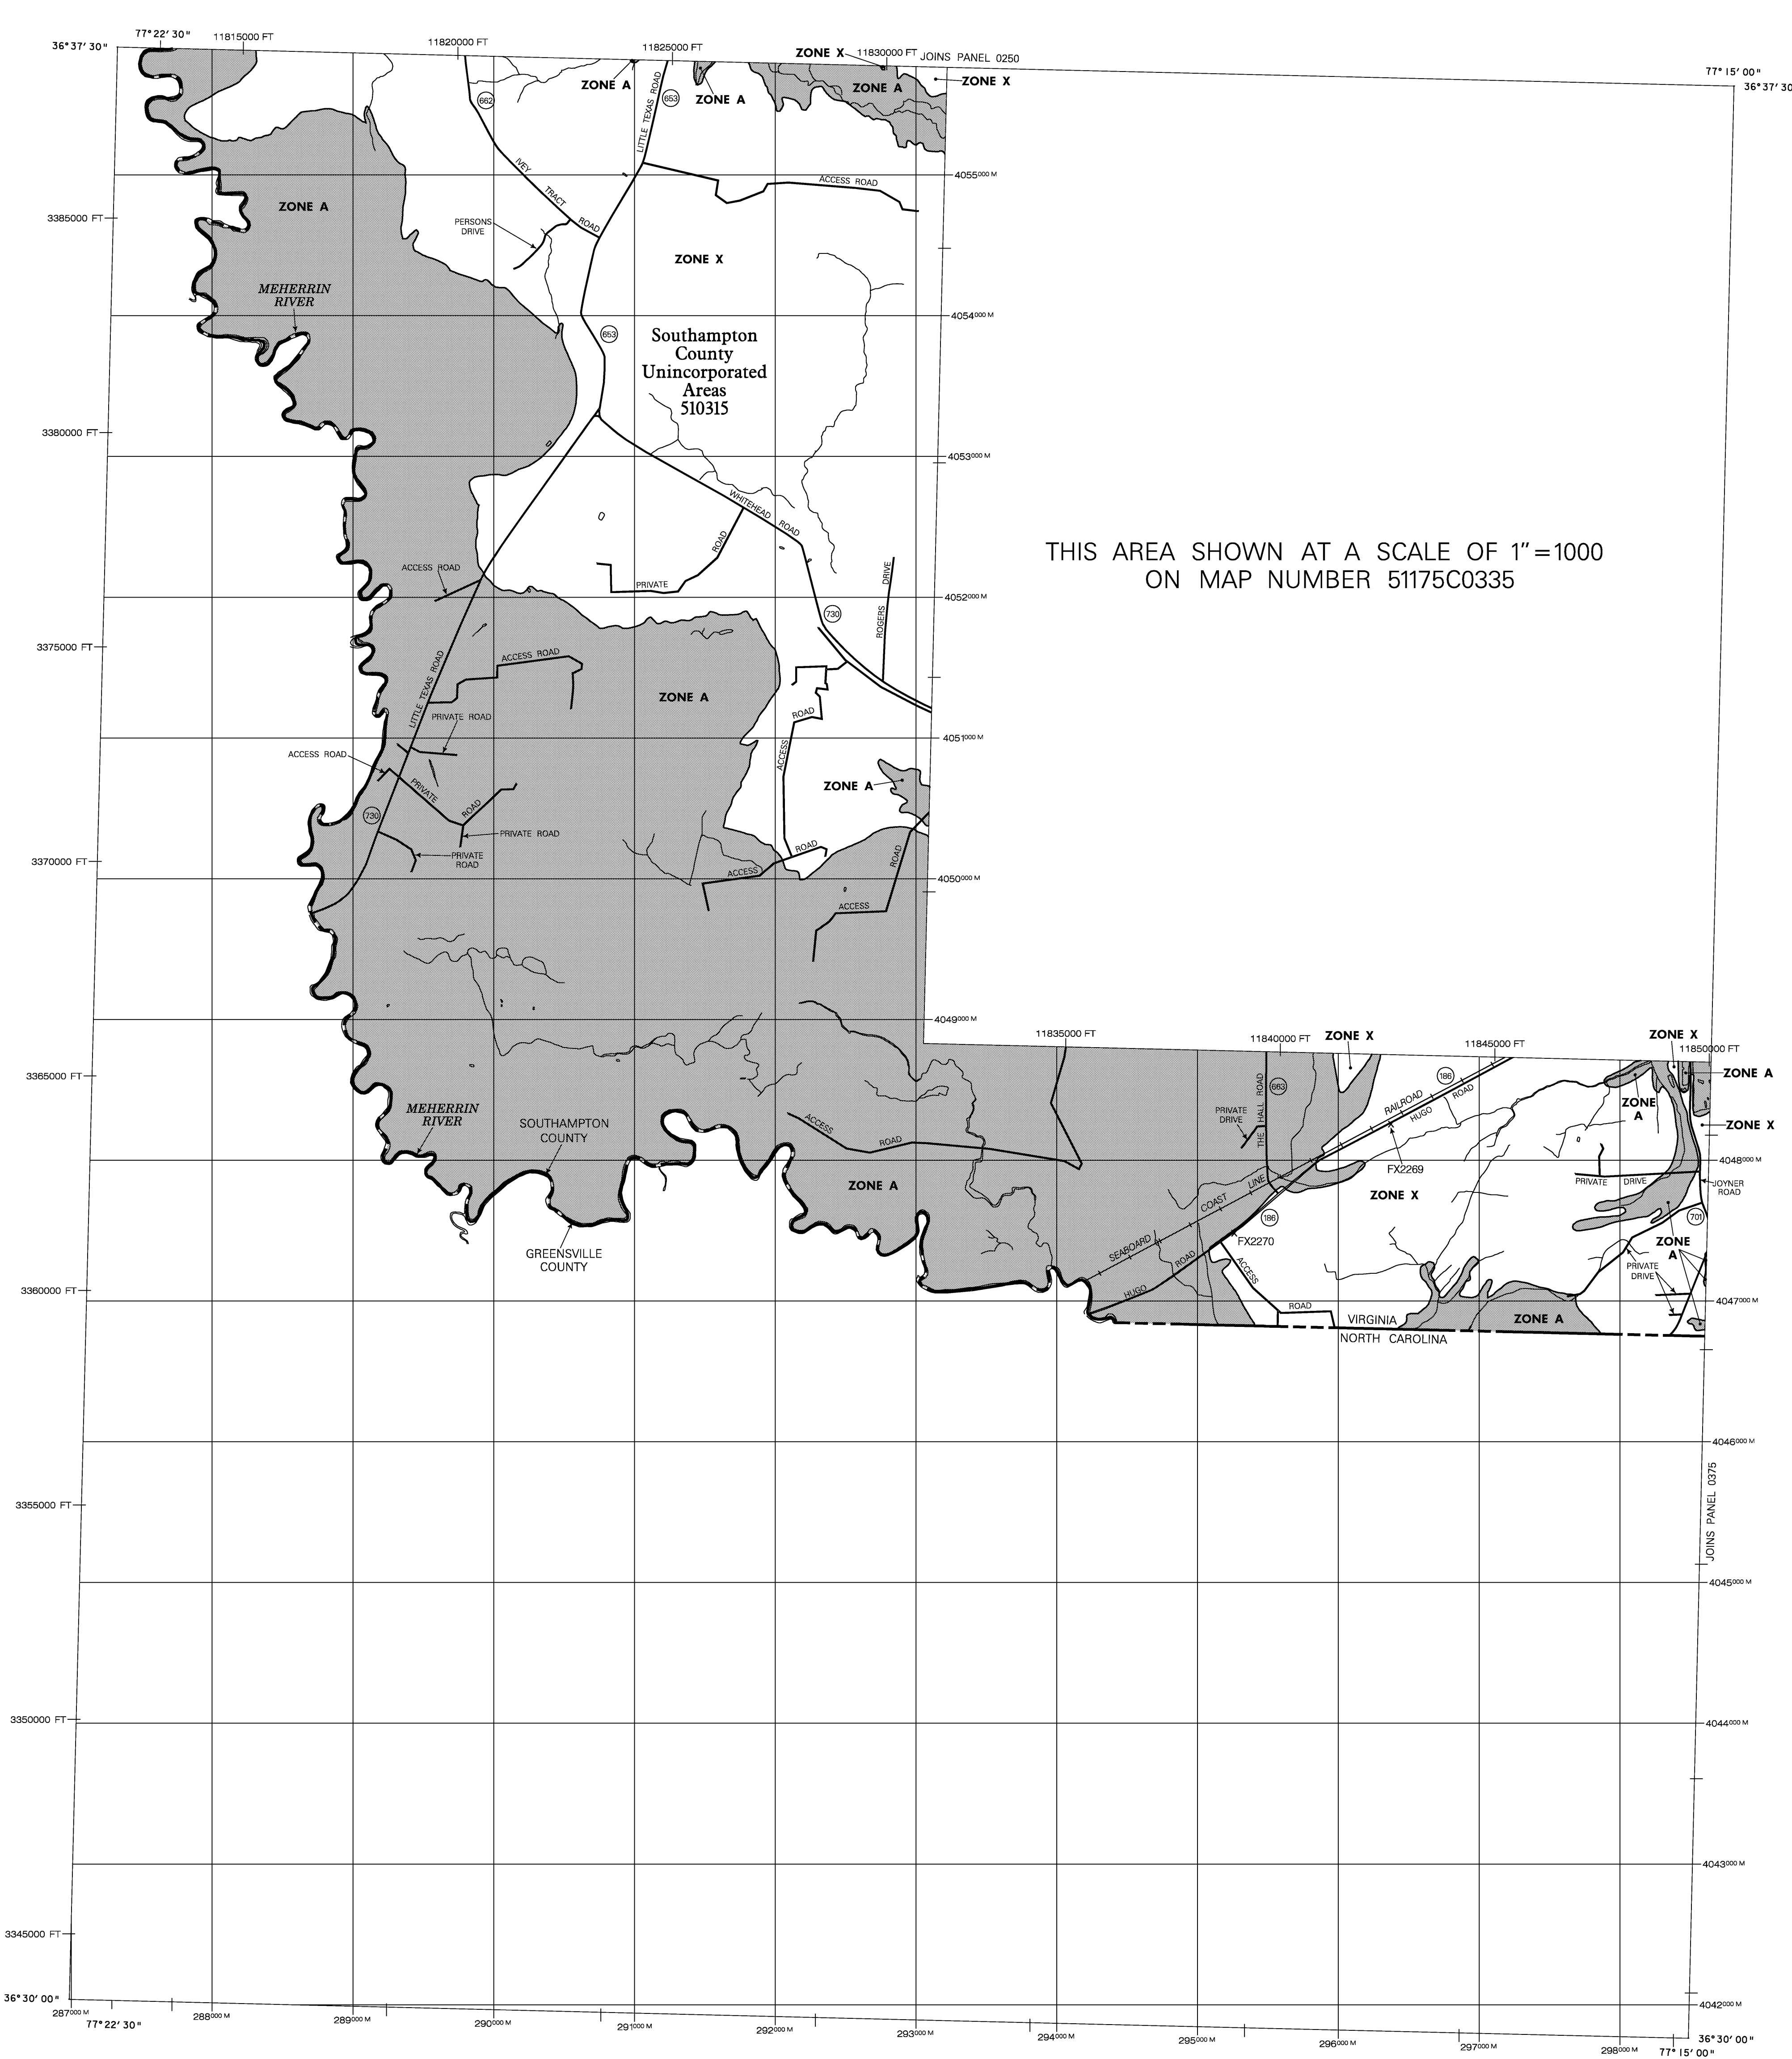 77° 22' 30"
36° 37' 30"
11815000 FT
11820000 FT
11825000 FT
ZONE X
11830000 FT
JOINS PANEL 0250
77° 15' 00"
36° 37' 30
ZONE A
ZONE A
ZONE A
ZONE X
662
653
LITTLE TEXAS ROAD
IVEY
TRACT
ROAD
ACCESS ROAD
4055000 M
3385000 FT
ZONE A
PERSONS
DRIVE
ZONE X
MEHERRIN
RIVER
4054000 M
653
Southampton
County
Unincorporated
Areas
510315
3380000 FT
4053000 M
WHITEHEAD
ROAD
ROAD
PRIVATE
THIS AREA SHOWN AT A SCALE OF 1"=1000
ON MAP NUMBER 51175C0335
ACCESS ROAD
DRIVE
ROGERS
4052000 M
730
3375000 FT
ACCESS ROAD
LITTLE TEXAS ROAD
ZONE A
PRIVATE ROAD
ROAD
ACCESS
4051000 M
ACCESS ROAD
PRIVATE
ROAD
ZONE A
730
PRIVATE ROAD
PRIVATE
ROAD
3370000 FT
ROAD
ACCESS
ROAD
ACCESS
4050000 M
4049000 M
11835000 FT
11840000 FT
ZONE X
11845000 FT
ZONE X
11850000 FT
3365000 FT
ZONE A
663
186
RAILROAD
HUGO
ROAD
PRIVATE
DRIVE
THE HALL ROAD
ZONE
A
ZONE X
MEHERRIN
RIVER
SOUTHAMPTON
COUNTY
ACCESS
ROAD
FX2269
4048000 M
ZONE A
ZONE X
PRIVATE DRIVE
JOYNER
ROAD
SEABOARD
COAST
LINE
186
701
FX2270
GREENSVILLE
COUNTY
HUGO
ROAD
ACCESS
ROAD
ZONE
A
PRIVATE
DRIVE
3360000 FT
4047000 M
VIRGINIA
NORTH CAROLINA
ZONE A
4046000 M
JOINS PANEL 0375
3355000 FT
4045000 M
3350000 FT
4044000 M
4043000 M
3345000 FT
36° 30' 00"
287000 M
77° 22' 30"
288000 M
289000 M
290000 M
291000 M
292000 M
293000 M
294000 M
295000 M
296000 M
297000 M
298000 M
4042000 M
36° 30' 00"
77° 15' 00"